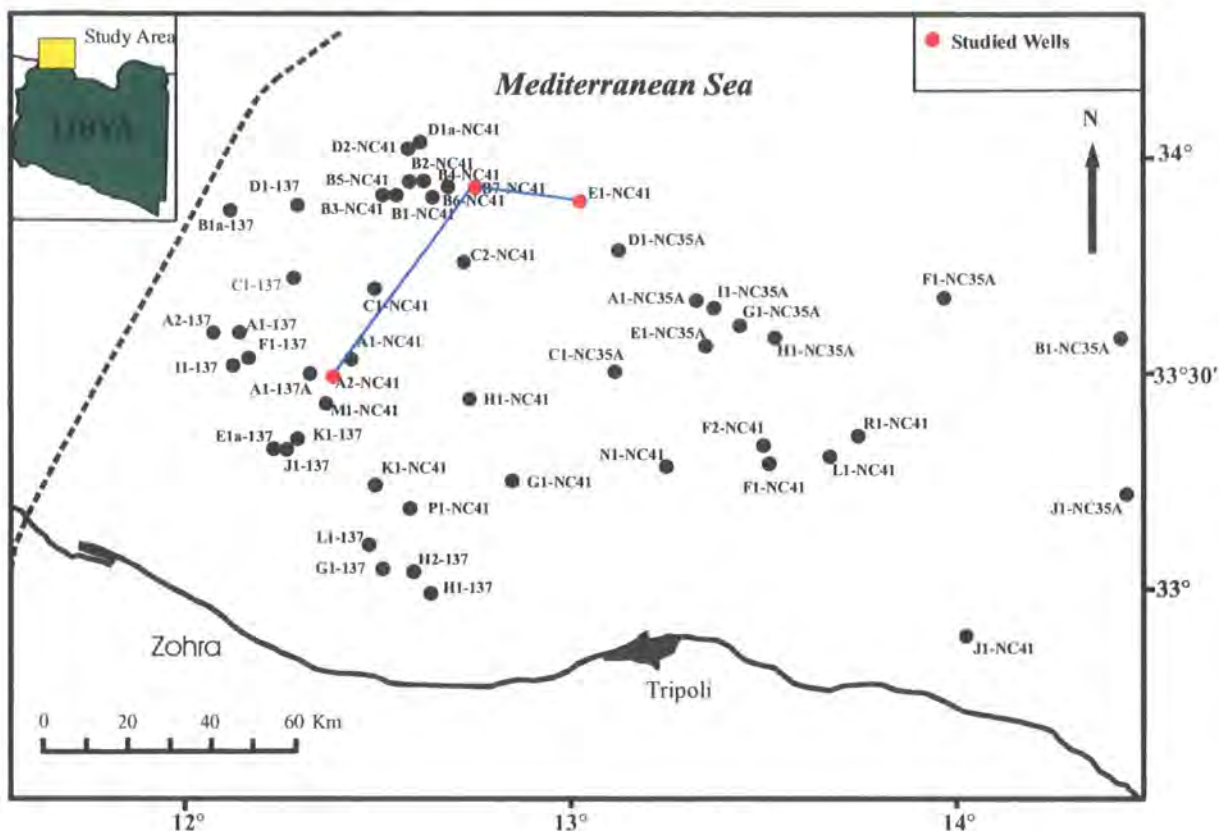 Study Area
LIBYA
Studied Wells
Mediterranean Sea
N
D1a-NC41
D2-NC41
B2-NC41
B4-NC41
B5-NC41
B7-NC41
B3-NC41
B1-NC41
B6-NC41
E1-NC41
34°
D1-137
B1a-137
C2-NC41
D1-NC35A
C1-137
C1-NC41
A1-NC35A
I1-NC35A
F1-NC35A
G1-NC35A
A2-137
A1-137
F1-137
A1-NC41
E1-NC35A
H1-NC35A
B1-NC35A
I1-137
C1-NC35A
A1-137A
A2-NC41
33°30'
M1-NC41
H1-NC41
E1a-137
K1-137
J1-137
F2-NC41
R1-NC41
N1-NC41
L1-NC41
F1-NC41
K1-NC41
G1-NC41
P1-NC41
J1-NC35A
L1-137
G1-137
H2-137
H1-137
33°
J1-NC41
Zohra
Tripoli
0 20 40 60 Km
12° 13° 14°